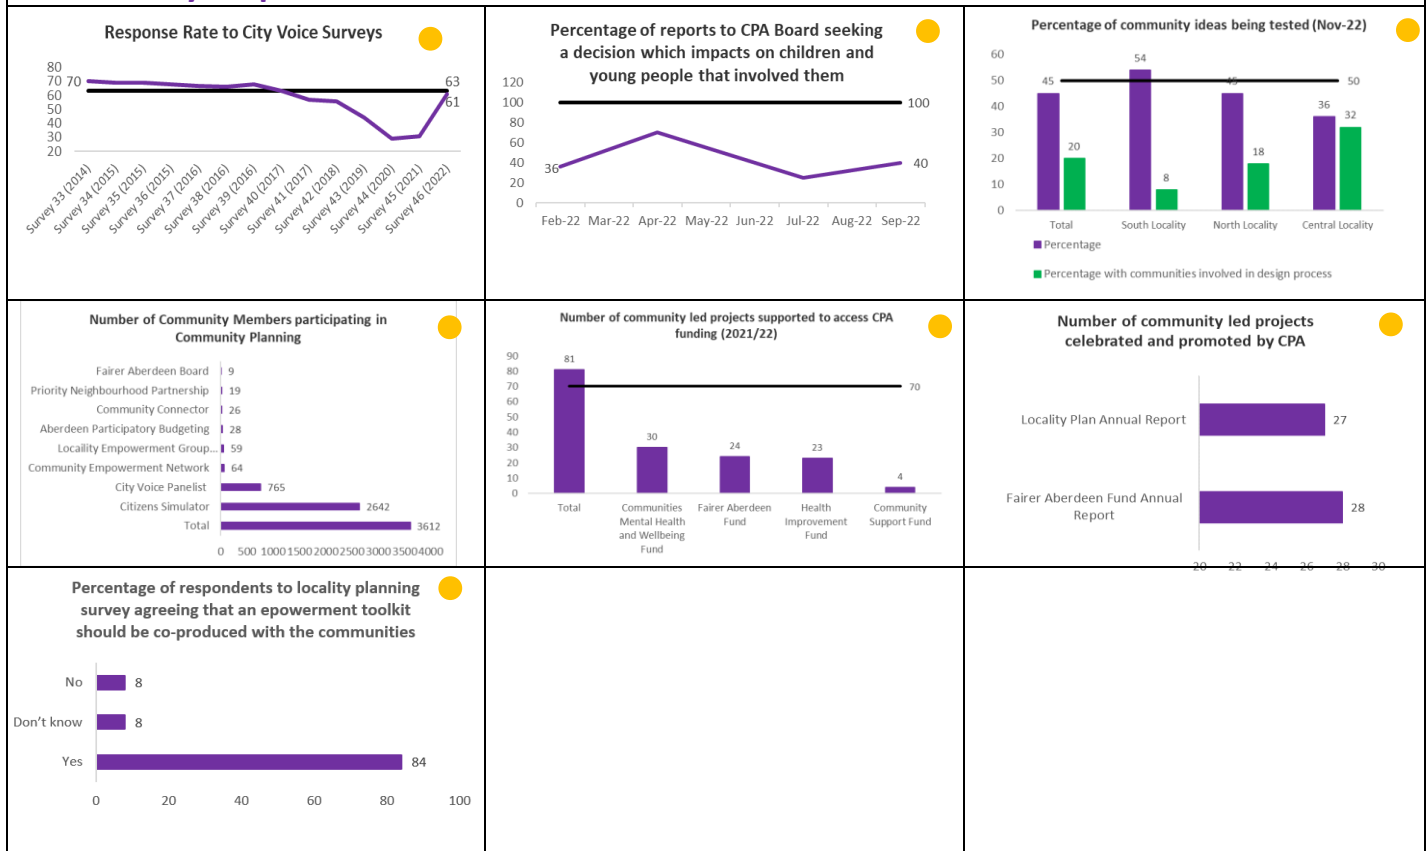 Response Rate to City Voice Surveys
80
70
60
50
40
30
20
70
63
61
Survey 33 (2014)
Survey 34 (2015)
Survey 35 (2015)
Survey 36 (2015)
Survey 37 (2016)
Survey 38 (2016)
Survey 39 (2016)
Survey 40 (2017)
Survey 41 (2017)
Survey 42 (2018)
Survey 43 (2019)
Survey 44 (2020)
Survey 45 (2021)
Survey 46 (2022)
Percentage of reports to CPA Board seeking
a decision which impacts on children and
young people that involved them
120
100
80
60
40
20
0
36
100
40
Feb-22 Mar-22 Apr-22 May-22 Jun-22 Jul-22 Aug-22 Sep-22
Percentage of community ideas being tested (Nov-22)
60
50
40
30
20
10
0
45
20
54
8
45
18
36
32
50
Total South Locality North Locality Central Locality
Percentage
Percentage with communities involved in design process
Number of Community Members participating in
Community Planning
Fairer Aberdeen Board 9
Priority Neighbourhood Partnership 19
Community Connector 26
Aberdeen Participatory Budgeting 28
Locaility Empowerment Group... 59
Community Empowerment Network 64
City Voice Panelist 765
Citizens Simulator 2642
Total 3612
0 500 1000 1500 2000 2500 3000 3500 4000
Number of community led projects supported to access CPA
funding (2021/22)
90
80
70
60
50
40
30
20
10
0
81
30
24
23
4
70
Total
Communities
Mental Health
and Wellbeing
Fund
Fairer Aberdeen
Fund
Health
Improvement
Fund
Community
Support Fund
Number of community led projects
celebrated and promoted by CPA
Locality Plan Annual Report 27
Fairer Aberdeen Fund Annual
Report
28
20 22 24 26 28 30
Percentage of respondents to locality planning
survey agreeing that an epowerment toolkit
should be co-produced with the communities
No 8
Don't know 8
Yes 84
0 20 40 60 80 100